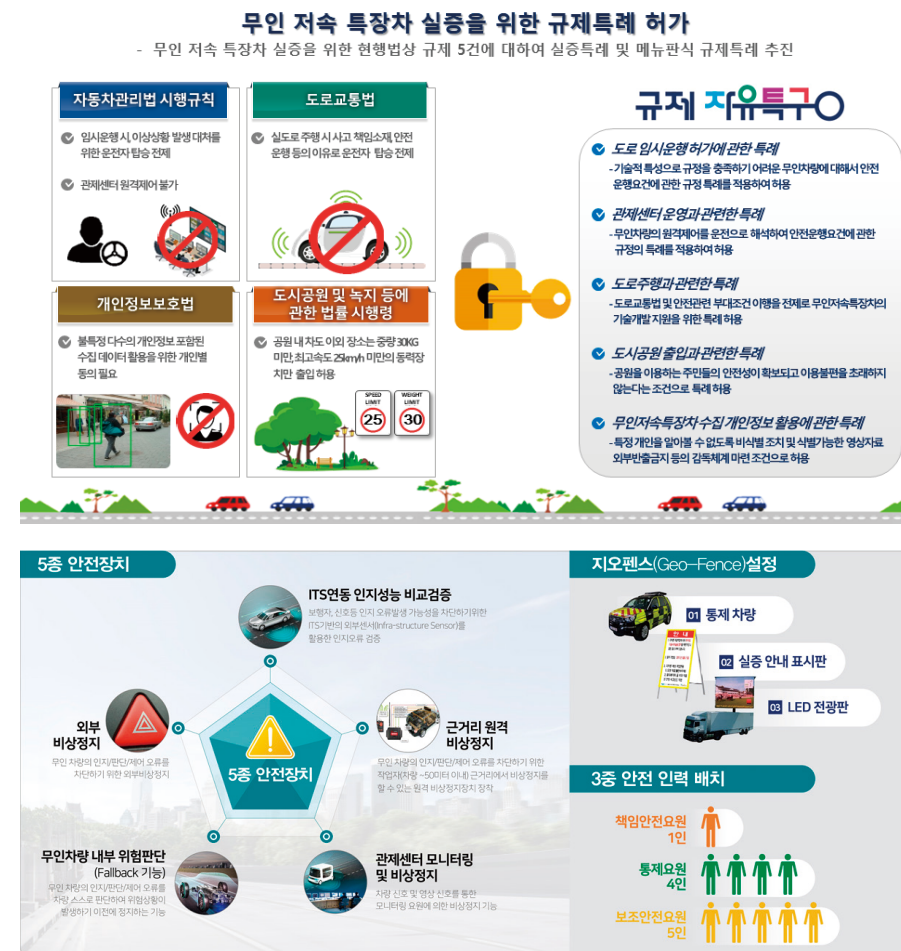 무인 저속 특장차 실증을 위한 규제특례 허가
- 무인 저속 특장차 실증을 위한 현행법상 규제 5건에 대하여 실증특례 및 메뉴판식 규제특례 추진
자동차관리법 시행규칙
임시운행 시, 이상상황 발생 대처를
위한 운전자 탑승 전제
관제센터 원격제어 불가
도로교통법
실도로 주행 시 사고 책임소재, 안전
운행 등의 이유로 운전자 탑승 전제
개인정보보호법
불특정 다수의 개인정보 포함된
수집 데이터 활용을 위한 개인별
동의 필요
도시공원 및 녹지 등에
관한 법률 시행령
공원 내 차도 이외 장소는 중량 30KG
미만, 최고속도 25km/h 미만의 동력장
치만 출입 허용
SPEED
LIMIT
25
WEIGHT
LIMIT
30
규제 자유특구
도로 임시운행 허가에 관한 특례
- 기술적 특성으로 규정을 충족하기 어려운 무인차량에 대해서 안전
운행요건에 관한 규정 특례를 적용하여 허용
관제센터 운영과 관련한 특례
- 무인차량의 원격제어를 운전으로 해석하여 안전운행요건에 관한
규정의 특례를 적용하여 허용
도로주행과 관련한 특례
- 도로교통법 및 안전관련 부대조건 이행을 전제로 무인저속특장차의
기술개발 지원을 위한 특례 허용
도시공원 출입과 관련한 특례
- 공원을 이용하는 주민들의 안전성이 확보되고 이용불편을 초래하지
않는다는 조건으로 특례 허용
무인저속특장차 수집 개인정보 활용에 관한 특례
- 특정 개인을 알아볼 수 없도록 비식별 조치 및 식별가능한 영상자료
외부반출금지 등의 감독체계 마련 조건으로 허용
5종 안전장치
ITS연동 인지성능 비교검증
보행자, 신호등 인지 오류발생 가능성을 차단하기위한
ITS기반의 외부센서(Infra-structure Sensor)를
활용한 인지오류 검증
외부
비상정지
무인 차량의 인지/판단/제어 오류를
차단하기 위한 외부비상정지
근거리 원격
비상정지
무인 차량의 인지/판단/제어 오류를 차단하기 위한
작업자(차량 ~50미터 이내) 근거리에서 비상정지를
할 수 있는 원격 비상정지장치 장착
5종 안전장치
무인차량 내부 위험판단
(Fallback 기능)
무인 차량의 인지/판단/제어 오류를
차량 스스로 판단하여 위험상황이
발생하기 이전에 정지하는 기능
관제센터 모니터링
및 비상정지
차량 신호 및 영상 신호를 통한
모니터링 요원에 의한 비상정지 기능
지오펜스(Geo-Fence)설정
01 통제 차량
안 내
02 실증 안내 표시판
03 LED 전광판
3중 안전 인력 배치
책임안전요원
1인
통제요원
4인
보조안전요원
5인